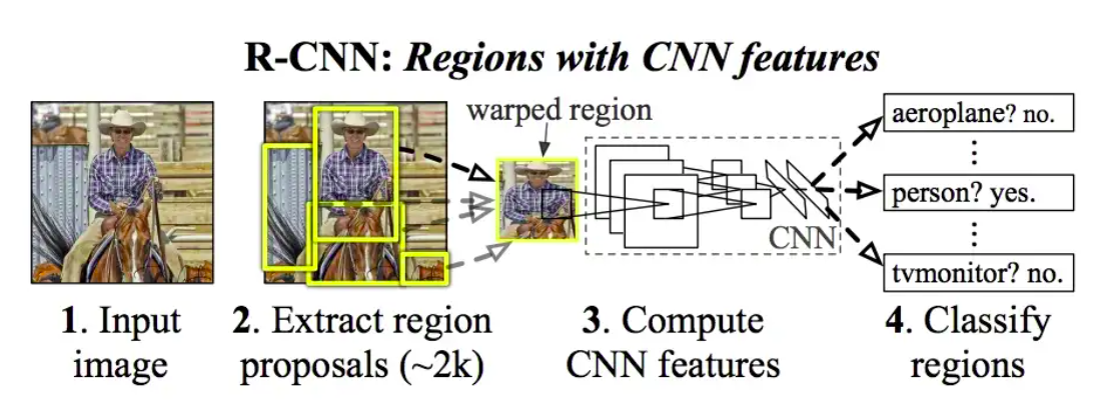 R-CNN: Regions with CNN features
warped region
aeroplane? no.
person? yes.
tvmonitor? no.
CNN
1. Input
image
2. Extract region
proposals (~2k)
3. Compute
CNN features
4. Classify
regions